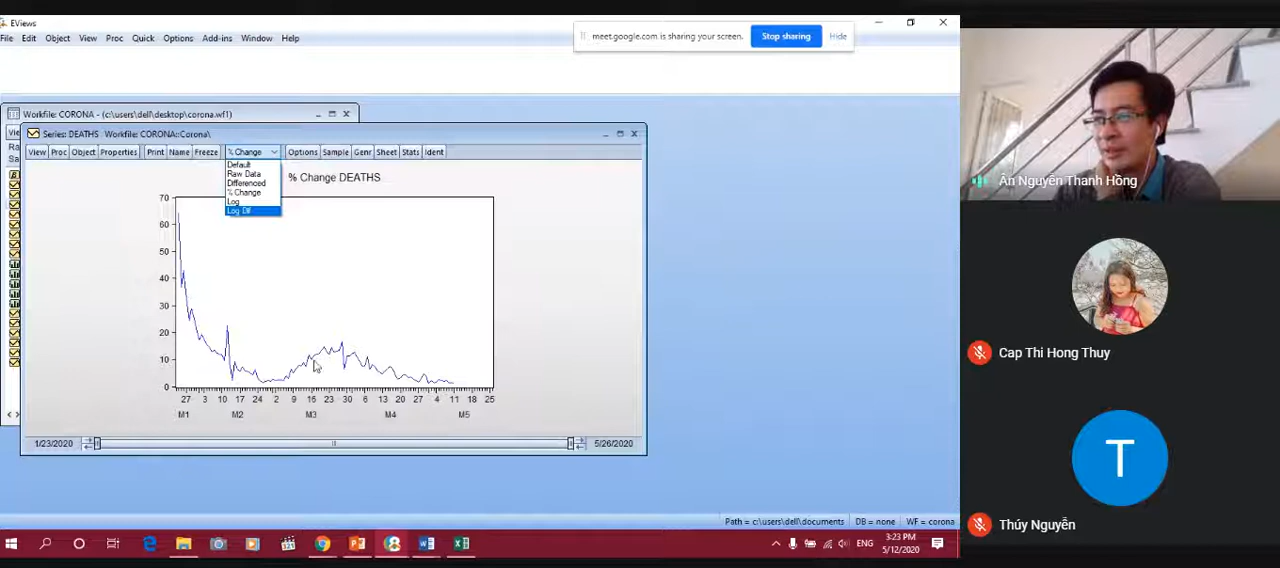 EViews
meet.google.com is sharing your screen. Stop sharing Hide
File Edit Object View Proc Quick Options Add-ins Window Help
Workfile: CORONA - (c:\users\dell\desktop\corona.wf1)
Series: DEATHS Workfile: CORONA::Corona\
View Proc Object Properties Print Name Freeze % Change Options Sample Genr Sheet Stats Ident
Default
Raw Data
Differenced
% Change
Log
Log Dif
% Change DEATHS
70
60
50
40
30
20
10
0
27 3 10 17 24 2 9 16 23 30 6 13 20 27 4 11 18 25
M1 M2 M3 M4 M5
1/23/2020 5/26/2020
Path = c:\users\dell\documents DB = none WF = corona
ENG
3:23 PM
5/12/2020
Ân Nguyễn Thanh Hồng
Cap Thi Hong Thuy
T
Thúy Nguyễn